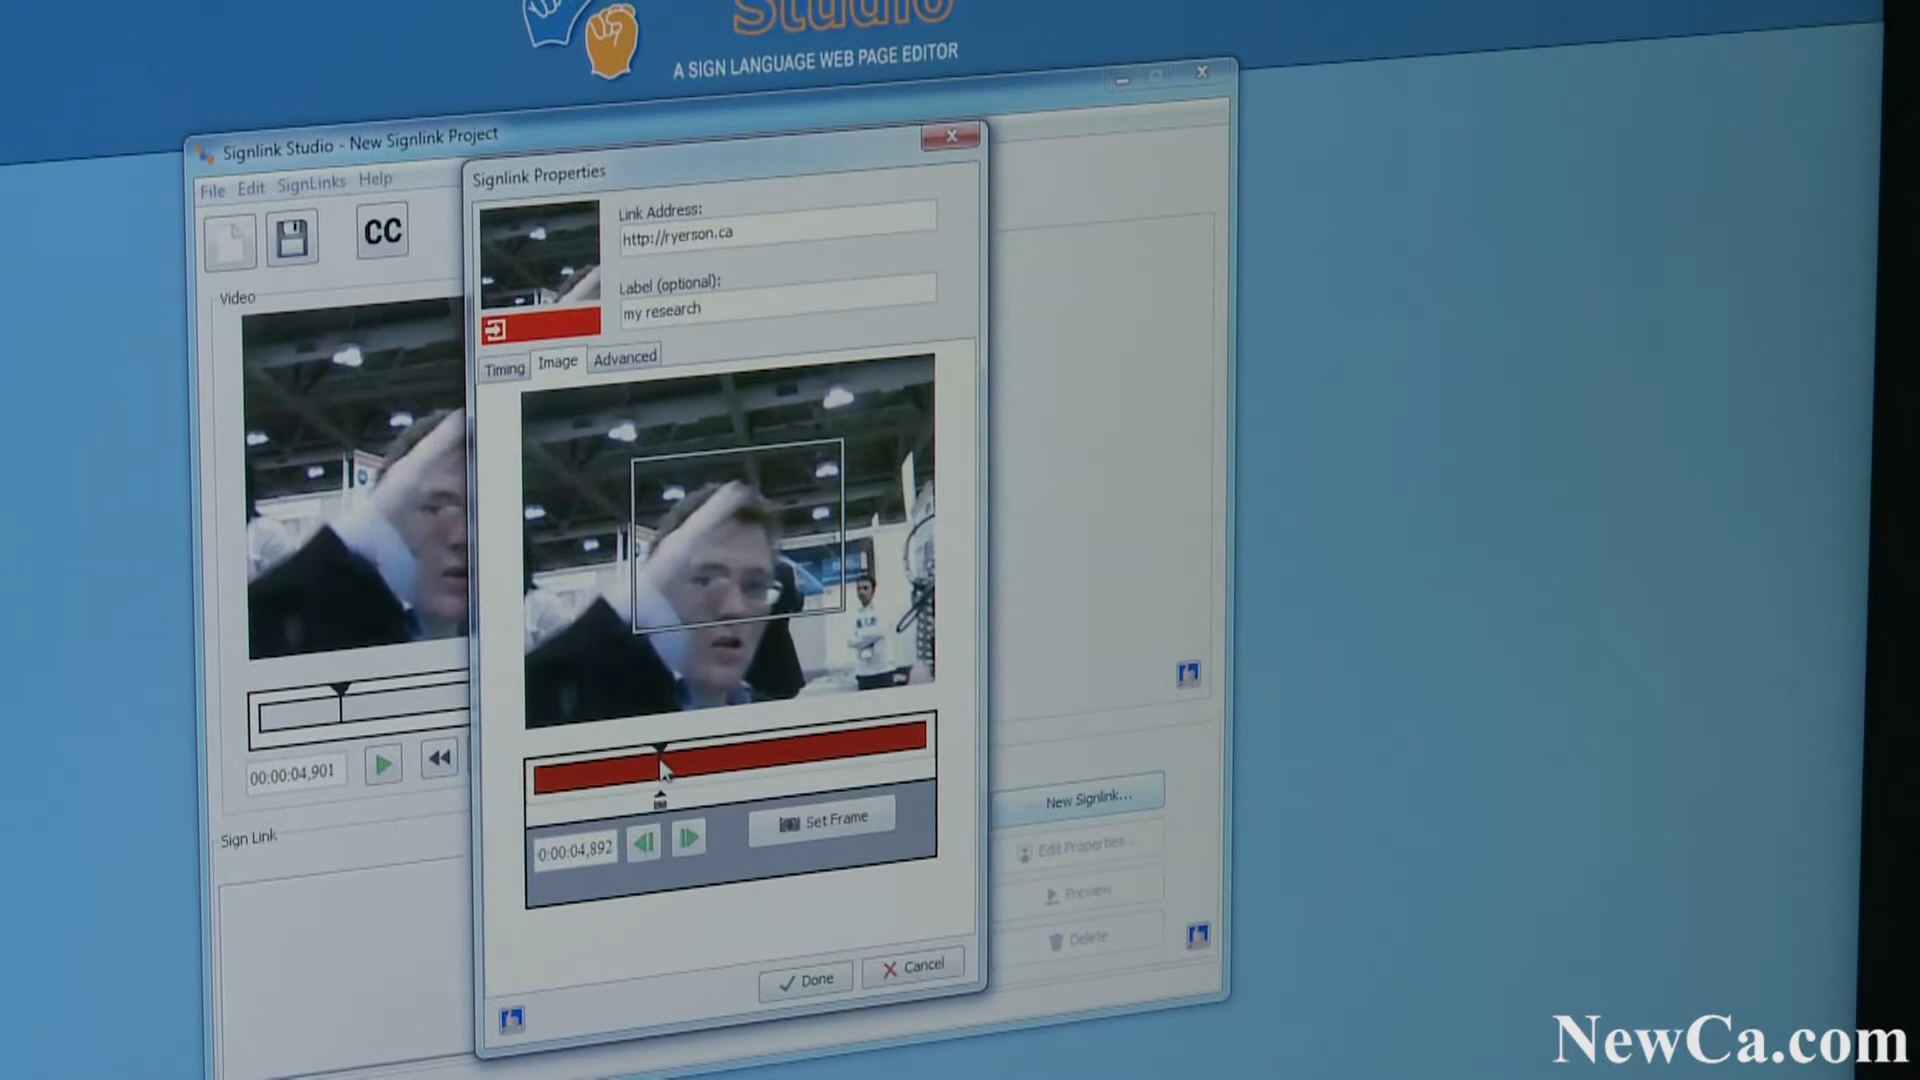 Studio
A SIGN LANGUAGE WEB PAGE EDITOR
Signlink Studio - New Signlink Project
File Edit SignLinks Help
CC
Video
00:00:04,901
Sign Link
Signlink Properties
Link Address:
http://ryerson.ca
Label (optional):
my research
Timing Image Advanced
0:00:04,892
Set Frame
Done Cancel
New Signlink...
Edit Properties...
Preview
Delete
NewCa.com